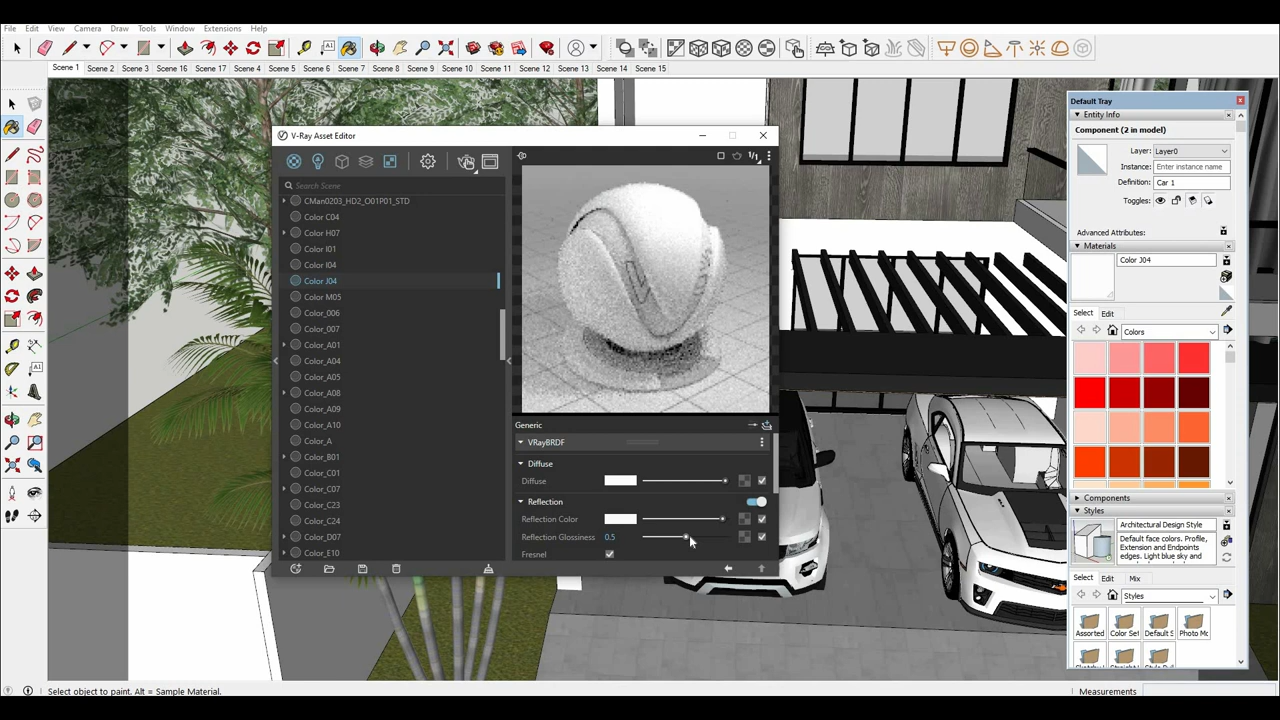 File Edit View Camera Draw Tools Window Extensions Help
Scene 1 Scene 2 Scene 3 Scene 16 Scene 17 Scene 4 Scene 5 Scene 6 Scene 7 Scene 8 Scene 9 Scene 10 Scene 11 Scene 12 Scene 13 Scene 14 Scene 15
V-Ray Asset Editor
Search Scene
CMan0203_HD2_O01P01_STD
Color C04
Color H07
Color I01
Color I04
Color J04
Color M05
Color_006
Color_007
Color_A01
Color_A04
Color_A05
Color_A08
Color_A09
Color_A10
Color_A
Color_B01
Color_C01
Color_C07
Color_C23
Color_C24
Color_D07
Color_E10
1/1
Generic
VRayBRDF
Diffuse
Diffuse
Reflection
Reflection Color
Reflection Glossiness 0.5
Fresnel
Default Tray
Entity Info
Component (2 in model)
Layer: Layer0
Instance: Enter instance name
Definition: Car 1
Toggles:
Advanced Attributes:
Materials
Color J04
Select Edit
Colors
Components
Styles
Architectural Design Style
Default face colors. Profile,
Extension and Endpoints
edges. Light blue sky and
Select Edit Mix
Styles
Assorted Color Set Default S Photo Mo
Select object to paint. Alt = Sample Material.
Measurements